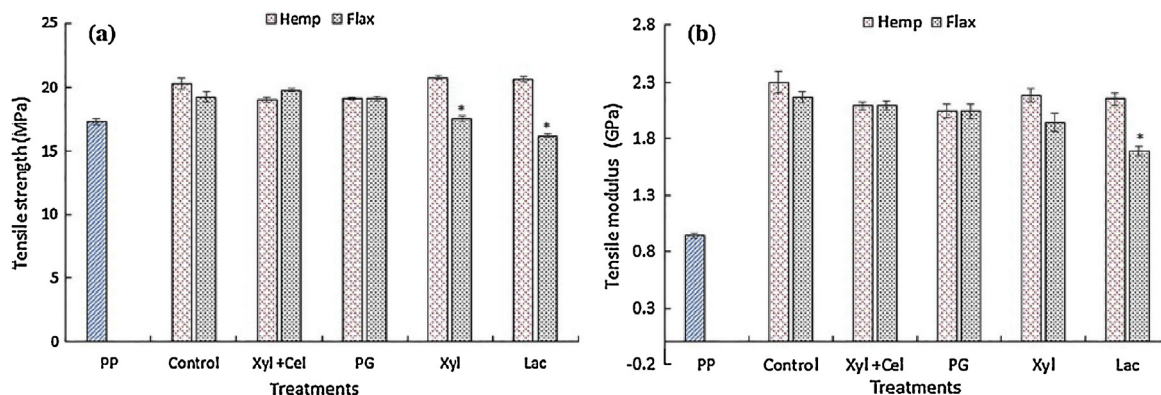 (a)
Hemp Flax
Tensile strength (MPa)
25
20
15
10
5
0
*
*
PP Control Xyl +Cel PG Xyl Lac
Treatments
(b)
Hemp Flax
Tensile modulus (GPa)
2.8
2.3
1.8
1.3
0.8
0.3
-0.2
*
PP Control Xyl +Cel PG Xyl Lac
Treatments